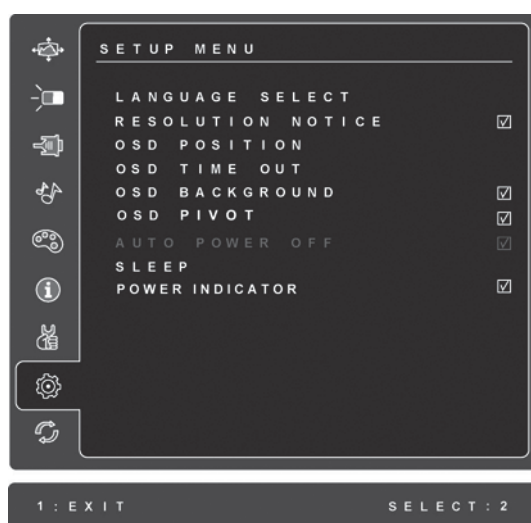 SETUP MENU
LANGUAGE SELECT
RESOLUTION NOTICE ☑
OSD POSITION
OSD TIME OUT
OSD BACKGROUND ☑
OSD PIVOT ☑
AUTO POWER OFF ☑
SLEEP
POWER INDICATOR ☑
1:EXIT SELECT:2